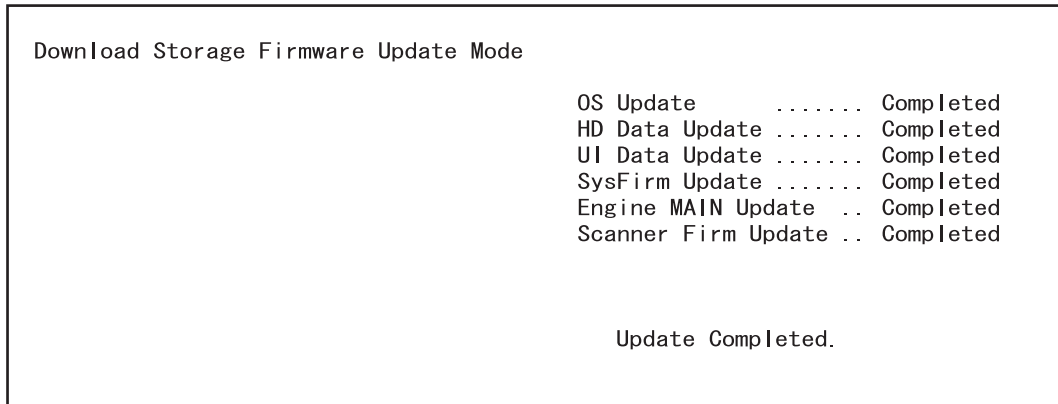 Download Storage Firmware Update Mode
OS Update ....... Completed
HD Data Update ....... Completed
UI Data Update ....... Completed
SysFirm Update ....... Completed
Engine MAIN Update .. Completed
Scanner Firm Update .. Completed
Update Completed.